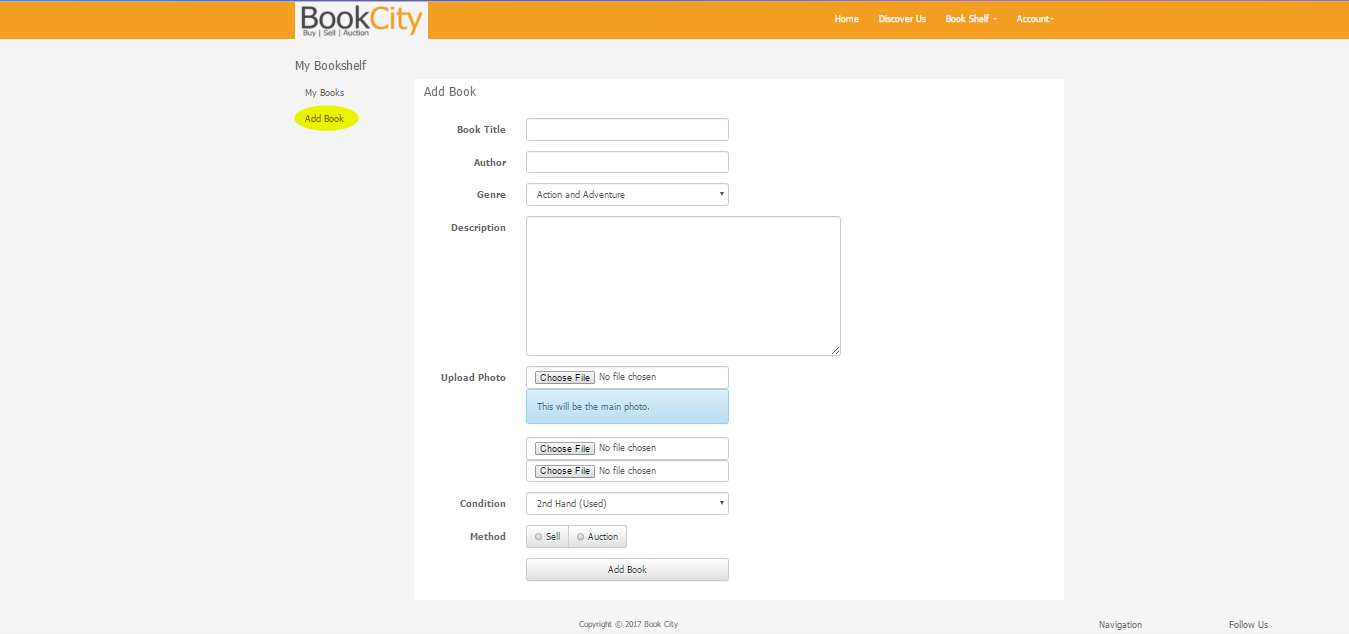 BookCity
Buy | Sell | Auction
Home Discover Us Book Shelf Account
My Bookshelf
My Books
Add Book
Add Book
Book Title
Author
Genre Action and Adventure
Description
Upload Photo Choose File No file chosen
This will be the main photo.
Choose File No file chosen
Choose File No file chosen
Condition 2nd Hand (Used)
Method Sell Auction
Add Book
Copyright © 2017 Book City Navigation Follow Us